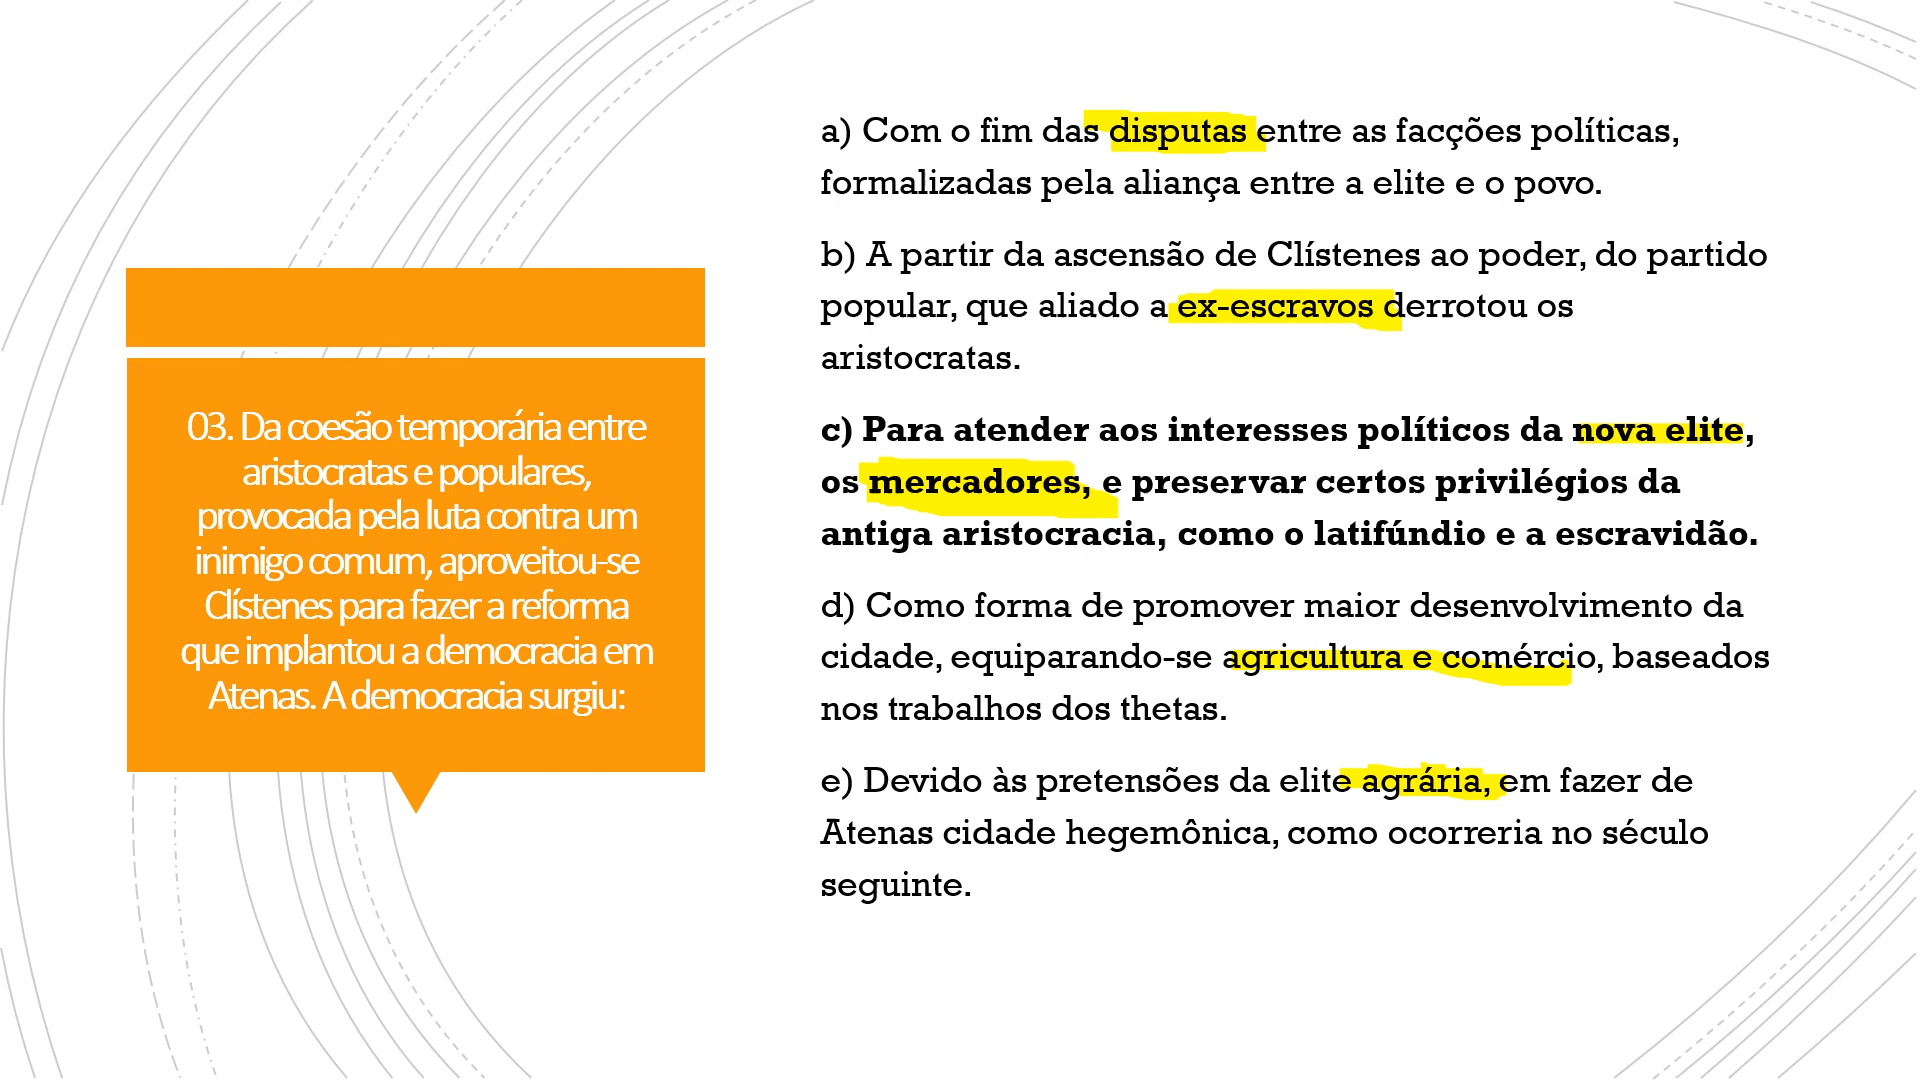 03. Da coesão temporária entre
aristocratas e populares,
provocada pela luta contra um
inimigo comum, aproveitou-se
Clístenes para fazer a reforma
que implantou a democracia em
Atenas. A democracia surgiu:
a) Com o fim das disputas entre as facções políticas,
formalizadas pela aliança entre a elite e o povo.
b) A partir da ascensão de Clístenes ao poder, do partido
popular, que aliado a ex-escravos derrotou os
aristocratas.
c) Para atender aos interesses políticos da nova elite,
os mercadores, e preservar certos privilégios da
antiga aristocracia, como o latifúndio e a escravidão.
d) Como forma de promover maior desenvolvimento da
cidade, equiparando-se agricultura e comércio, baseados
nos trabalhos dos thetas.
e) Devido às pretensões da elite agrária, em fazer de
Atenas cidade hegemônica, como ocorreria no século
seguinte.